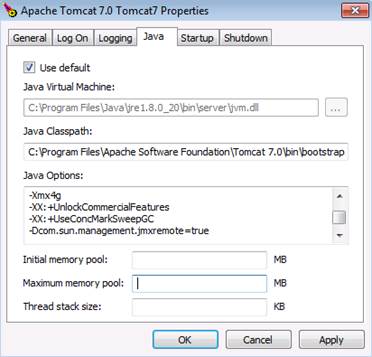 Apache Tomcat 7.0 Tomcat7 Properties
General Log On Logging Java Startup Shutdown
Use default
Java Virtual Machine:
C:\Program Files\Java\jre1.8.0_20\bin\server\jvm.dll
...
Java Classpath:
C:\Program Files\Apache Software Foundation\Tomcat 7.0\bin\bootstrap
Java Options:
-Xmx4g
-XX:+UnlockCommercialFeatures
-XX:+UseConcMarkSweepGC
-Dcom.sun.management.jmxremote=true
Initial memory pool: MB
Maximum memory pool: MB
Thread stack size: KB
OK Cancel Apply